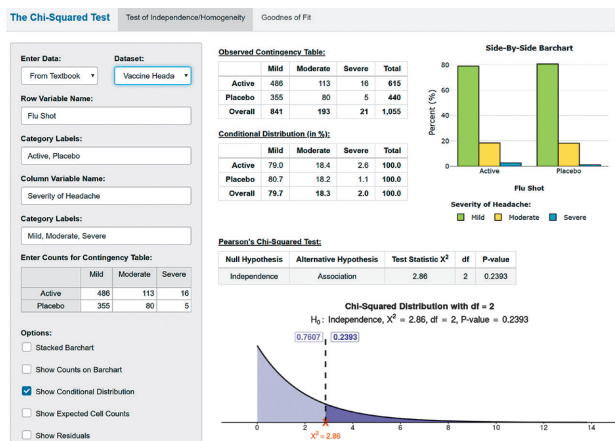 The Chi-Squared Test
Test of Independence/Homogeneity
Goodnes of Fit
Enter Data:
Dataset:
From Textbook
Vaccine Heada
Row Variable Name:
Flu Shot
Category Labels:
Active, Placebo
Column Variable Name:
Severity of Headache
Category Labels:
Mild, Moderate, Severe
Enter Counts for Contingency Table:
Mild Moderate Severe
Active 486 113 16
Placebo 355 80 5
Options:
Stacked Barchart
Show Counts on Barchart
Show Conditional Distribution
Show Expected Cell Counts
Show Residuals
Observed Contingency Table:
Mild Moderate Severe Total
Active 486 113 16 615
Placebo 355 80 5 440
Overall 841 193 21 1,055
Conditional Distribution (in %):
Mild Moderate Severe Total
Active 79.0 18.4 2.6 100.0
Placebo 80.7 18.2 1.1 100.0
Overall 79.7 18.3 2.0 100.0
Side-By-Side Barchart
Percent (%)
80
60
40
20
0
Active Placebo
Flu Shot
Severity of Headache:
Mild Moderate Severe
Pearson's Chi-Squared Test:
Null Hypothesis Alternative Hypothesis Test Statistic X² df P-value
Independence Association 2.86 2 0.2393
Chi-Squared Distribution with df = 2
H₀ : Independence, X² = 2.86, df = 2, P-value = 0.2393
0.7607 0.2393
0 2 4 6 8 10 12 14
X² = 2.86